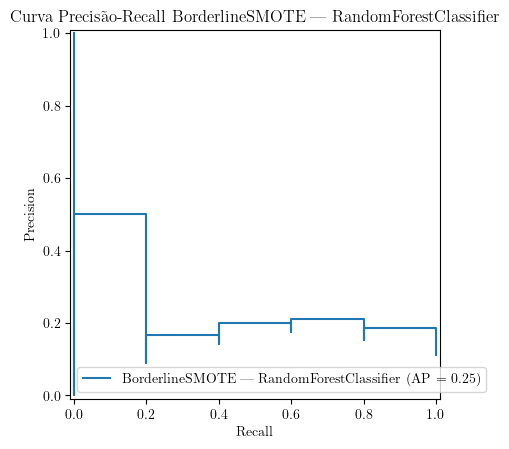 Curva Precisão-Recall BorderlineSMOTE — RandomForestClassifier
1.0
0.8
0.6
0.4
0.2
0.0
Precision
BorderlineSMOTE — RandomForestClassifier (AP = 0.25)
0.0 0.2 0.4 0.6 0.8 1.0
Recall